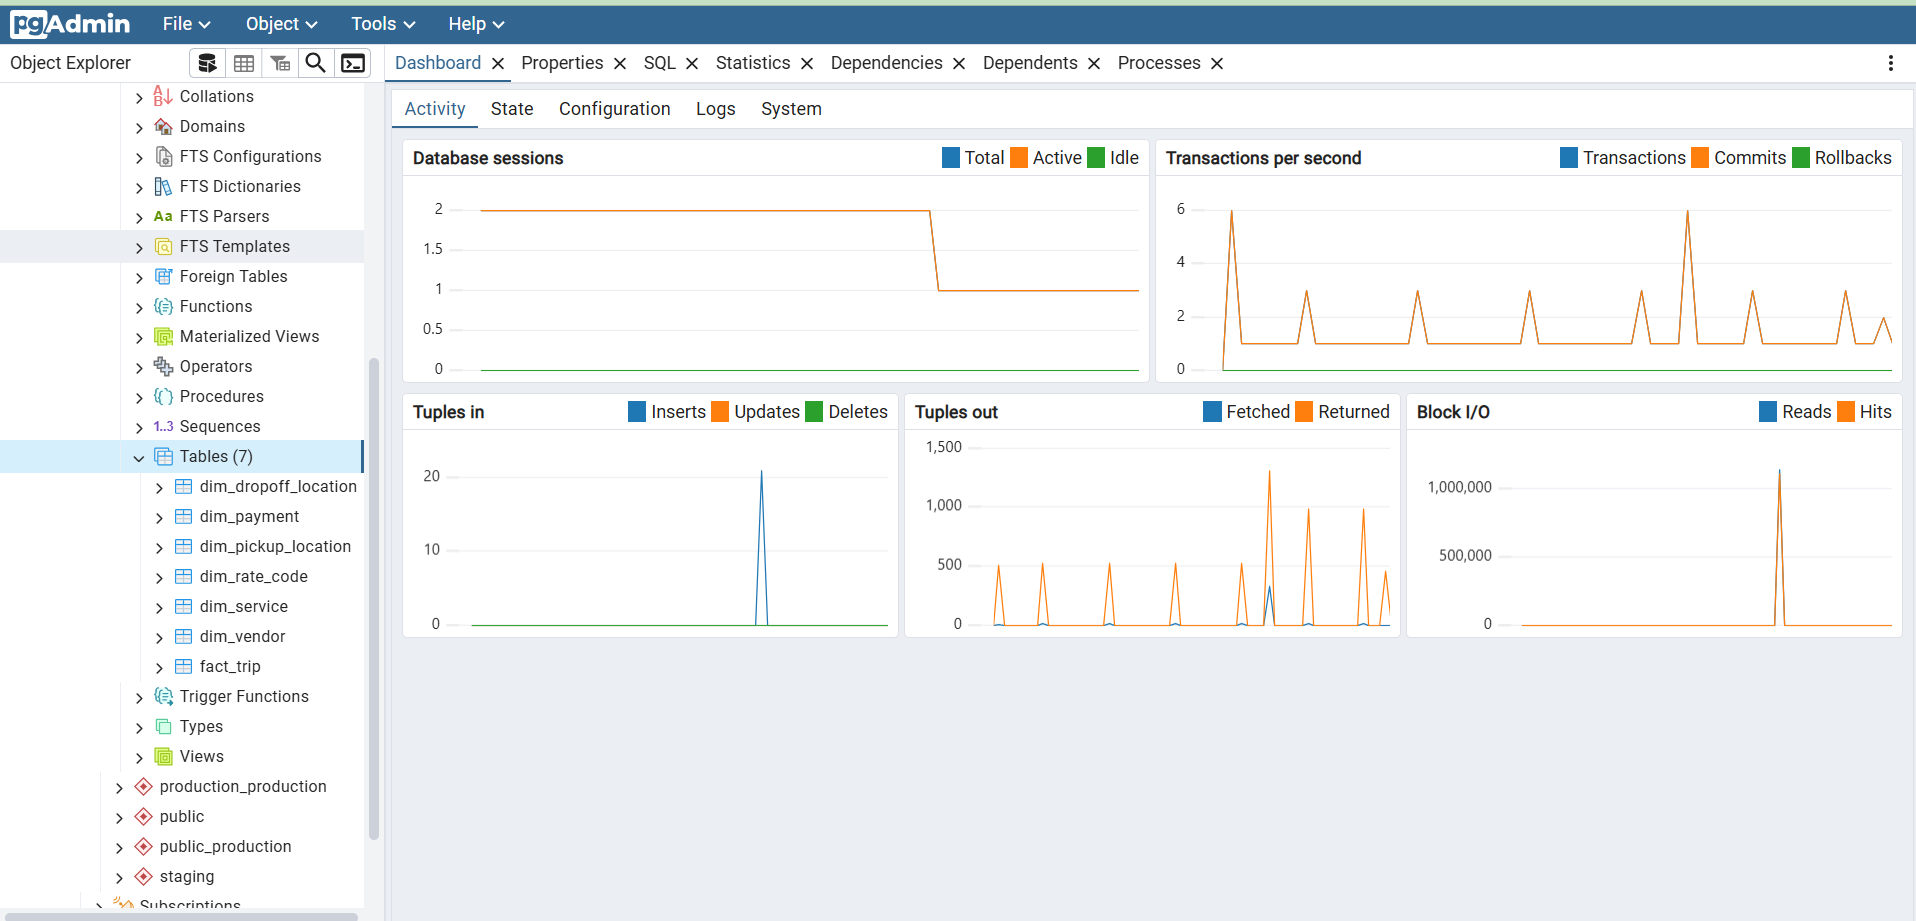 pgAdmin File Object Tools Help
Object Explorer
Dashboard Properties SQL Statistics Dependencies Dependents Processes
Collations
Domains
FTS Configurations
FTS Dictionaries
Aa FTS Parsers
FTS Templates
Foreign Tables
Functions
Materialized Views
Operators
Procedures
1..3 Sequences
Tables (7)
dim_dropoff_location
dim_payment
dim_pickup_location
dim_rate_code
dim_service
dim_vendor
fact_trip
Trigger Functions
Types
Views
production_production
public
public_production
staging
Subscriptions
Activity State Configuration Logs System
Database sessions Total Active Idle
2
1.5
1
0.5
0
Transactions per second Transactions Commits Rollbacks
6
4
2
0
Tuples in Inserts Updates Deletes
20
10
0
Tuples out Fetched Returned
1,500
1,000
500
0
Block I/O Reads Hits
1,000,000
500,000
0